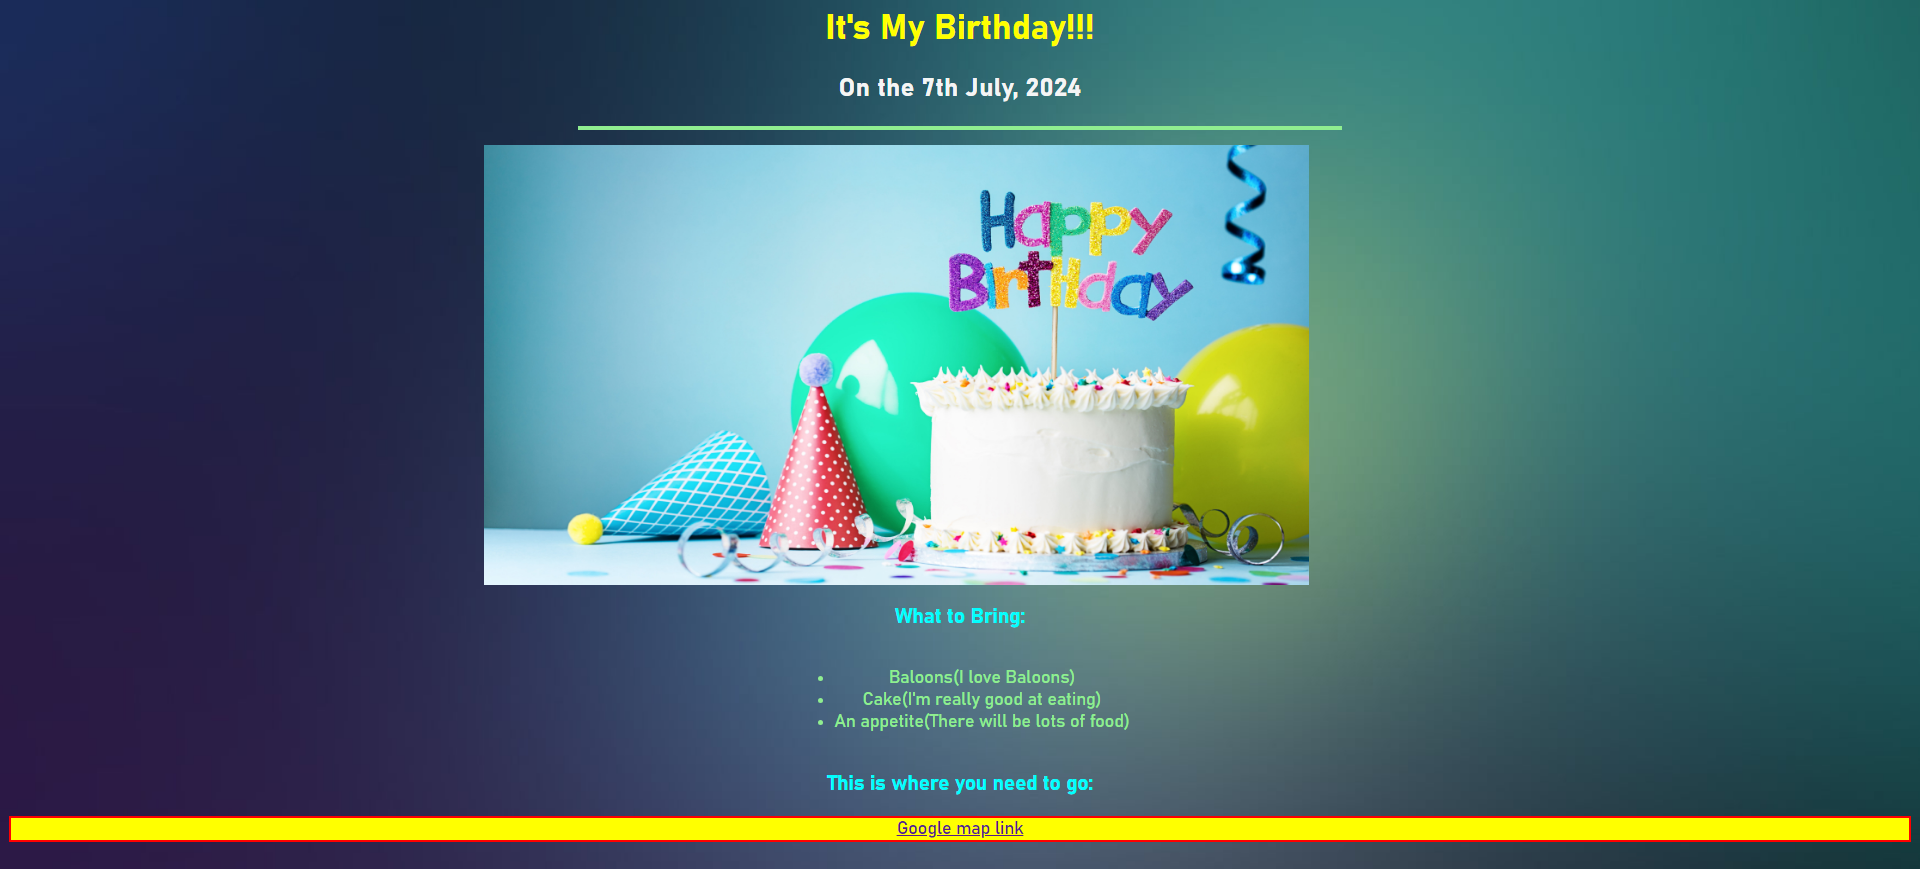 It's My Birthday!!!
On the 7th July, 2024
Happy
BirtHday
What to Bring:
Baloons(I love Baloons)
Cake(I'm really good at eating)
An appetite(There will be lots of food)
This is where you need to go:
Google map link